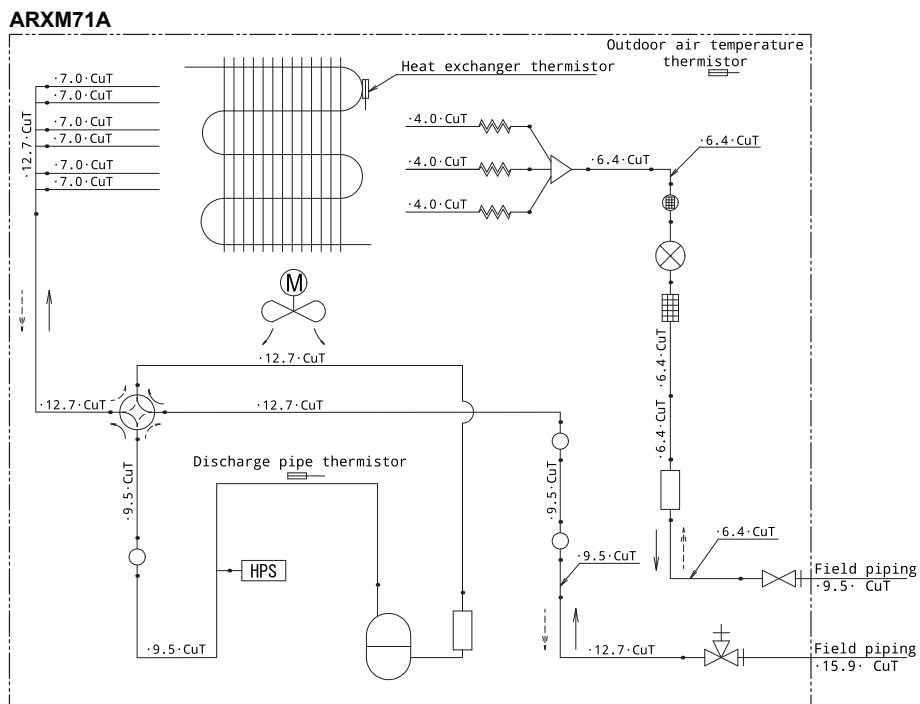 ARXM71A
Outdoor air temperature
thermistor
Heat exchanger thermistor
·7.0·CuT
·7.0·CuT
·7.0·CuT
·7.0·CuT
·7.0·CuT
·7.0·CuT
·12.7·CuT
·4.0·CuT
·4.0·CuT
·4.0·CuT
·6.4·CuT
·6.4·CuT
M
·12.7·CuT
·6.4·CuT
·12.7·CuT
·12.7·CuT
·6.4·CuT
Discharge pipe thermistor
·9.5·CuT
·9.5·CuT
·6.4·CuT
·9.5·CuT
HPS
Field piping
·9.5· CuT
·9.5·CuT
·12.7·CuT
Field piping
·15.9· CuT